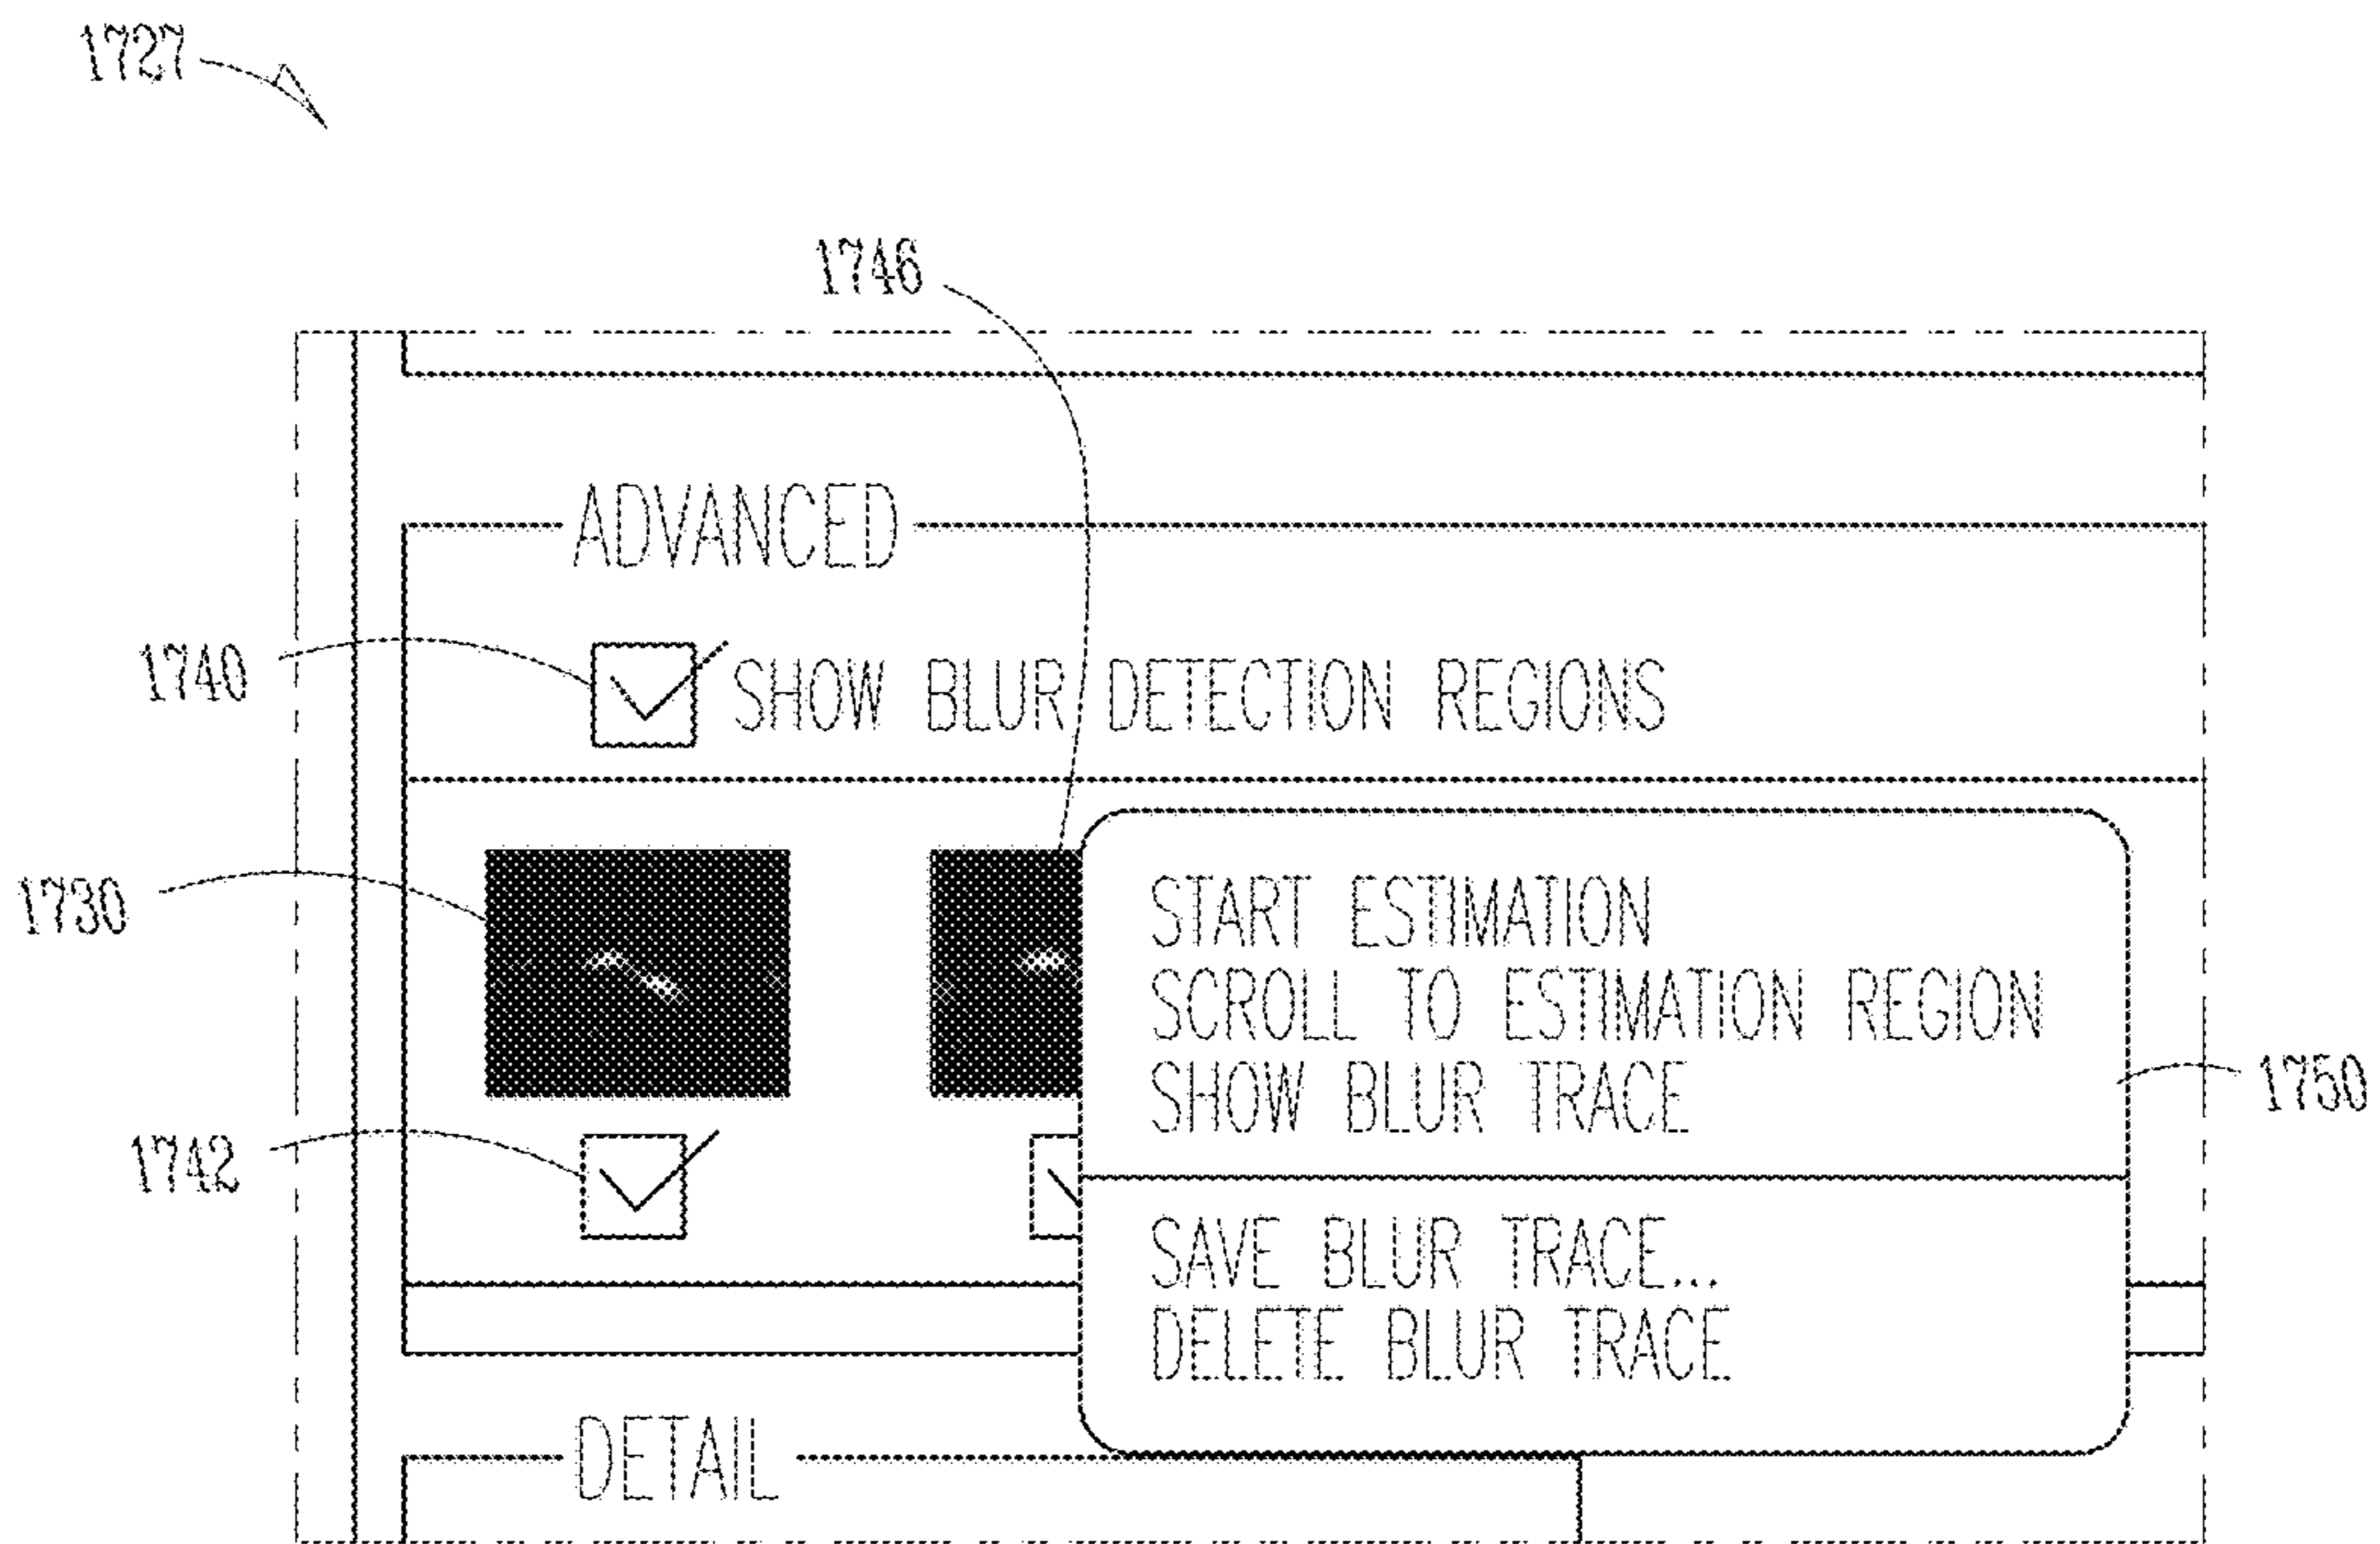 1727
1746
ADVANCED
1740
SHOW BLUR DETECTION REGIONS
1730
START ESTIMATION
SCROLL TO ESTIMATION REGION
SHOW BLUR TRACE
1750
1742
SAVE BLUR TRACE...
DELETE BLUR TRACE
DETAIL